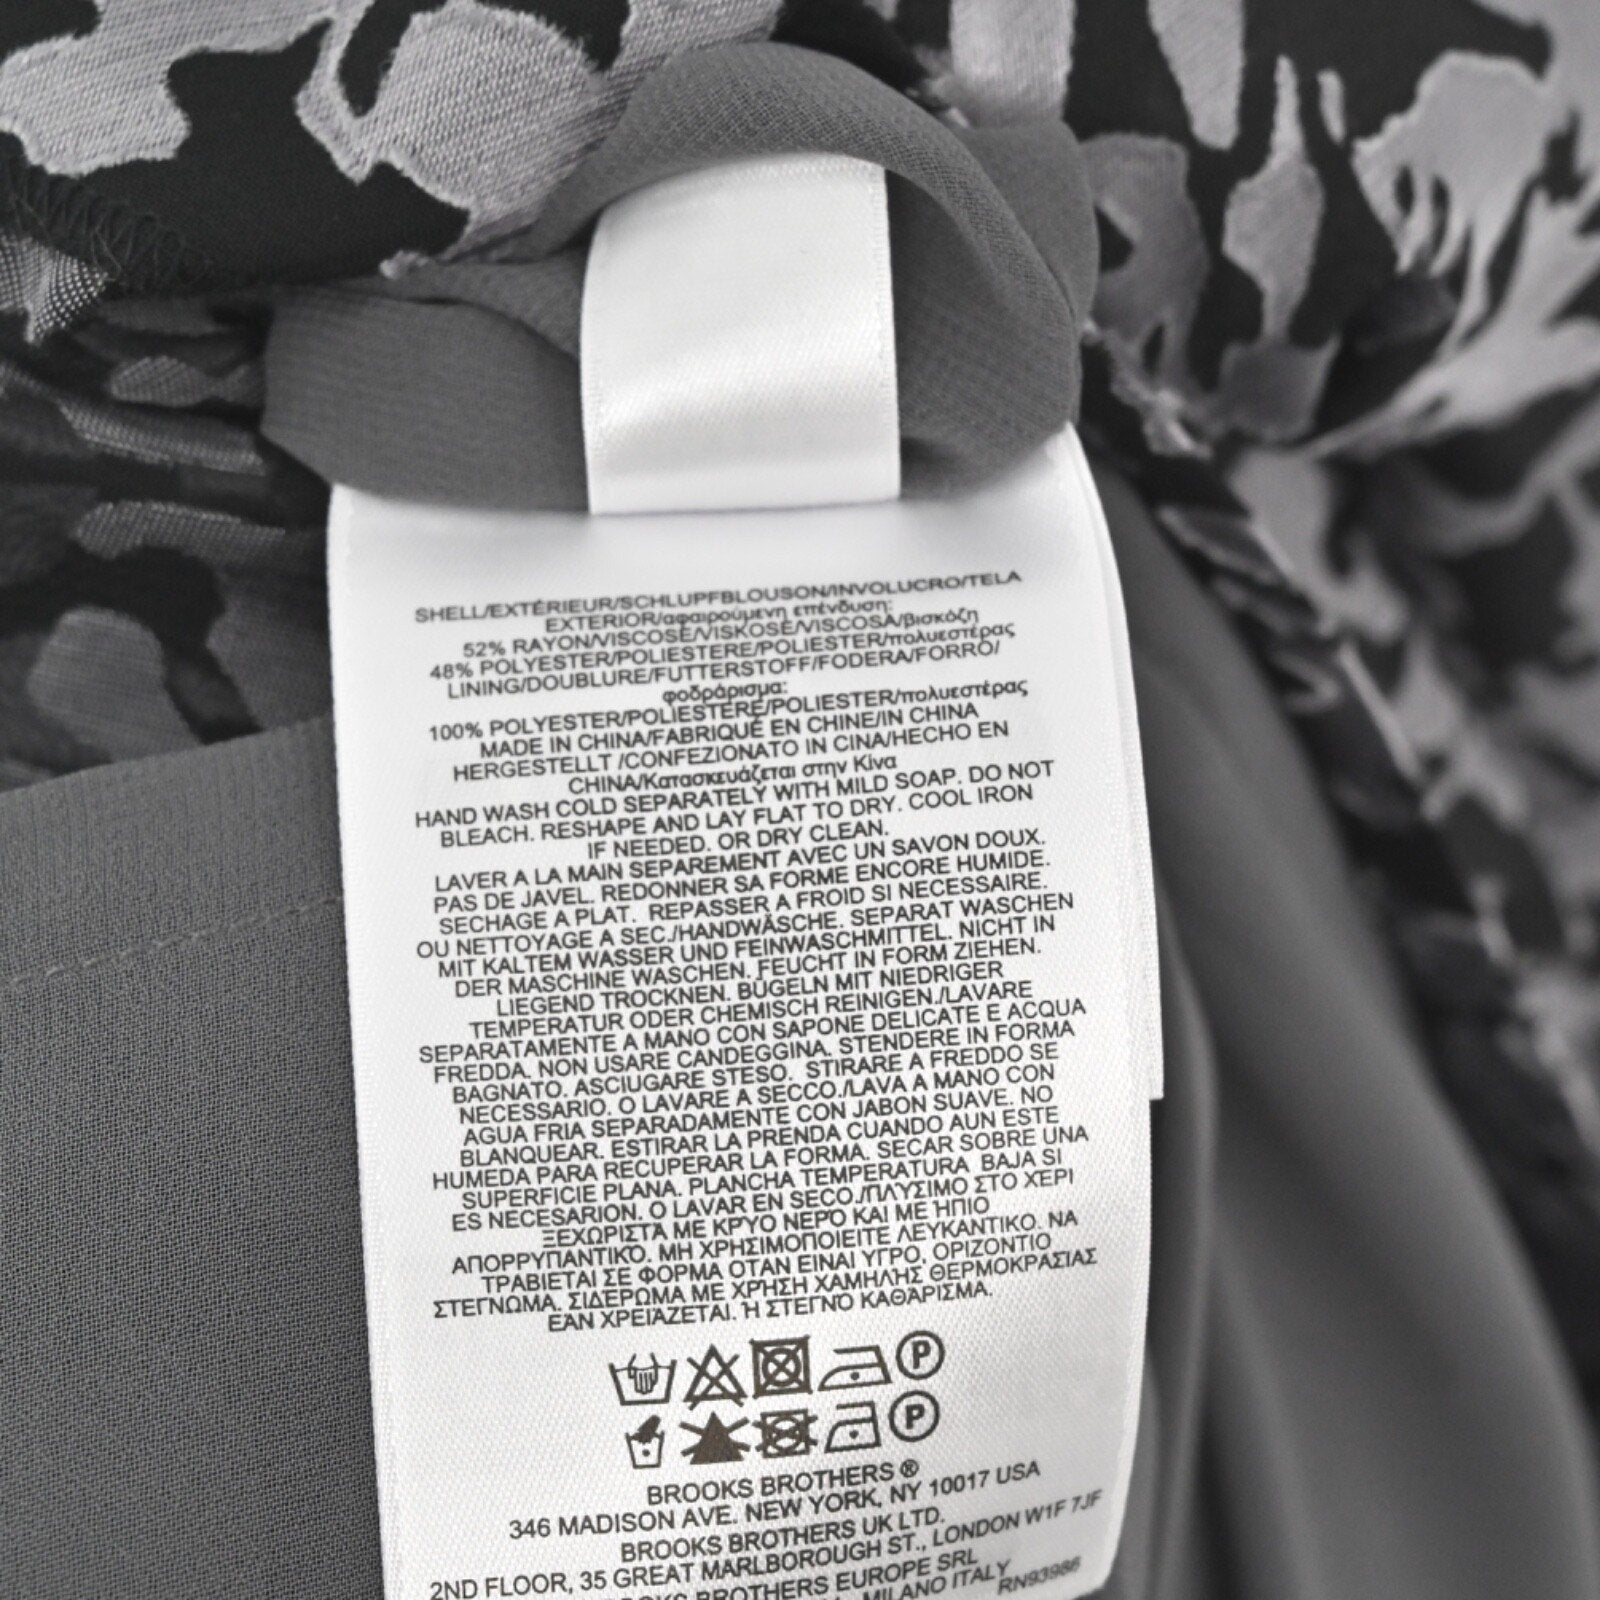 SHELL/EXTÉRIEUR/SCHLUPFBLOUSON/INVOLUCRO/TELA
EXTERIOR/αφαιρούμενη επένδυση:
52% RAYON/VISCOSE/VISKOSE/VISCOSA/βισκόζη
48% POLYESTER/POLIESTERE/POLIESTER/πολυεστέρας
LINING/DOUBLURE/FUTTERSTOFF/FODERA/FORRO/
φοδράρισμα:
100% POLYESTER/POLIESTERE/POLIESTER/πολυεστέρας
MADE IN CHINA/FABRIQUÉ EN CHINE/IN CHINA
HERGESTELLT /CONFEZIONATO IN CINA/HECHO EN
CHINA/Κατασκευάζεται στην Κίνα
HAND WASH COLD SEPARATELY WITH MILD SOAP. DO NOT
BLEACH. RESHAPE AND LAY FLAT TO DRY. COOL IRON
IF NEEDED. OR DRY CLEAN.
LAVER A LA MAIN SEPAREMENT AVEC UN SAVON DOUX.
PAS DE JAVEL. REDONNER SA FORME ENCORE HUMIDE.
SECHAGE A PLAT. REPASSER A FROID SI NECESSAIRE.
OU NETTOYAGE A SEC./HANDWÄSCHE. SEPARAT WASCHEN
MIT KALTEM WASSER UND FEINWASCHMITTEL. NICHT IN
DER MASCHINE WASCHEN. FEUCHT IN FORM ZIEHEN.
LIEGEND TROCKNEN. BÜGELN MIT NIEDRIGER
TEMPERATUR ODER CHEMISCH REINIGEN./LAVARE
SEPARATAMENTE A MANO CON SAPONE DELICATE E ACQUA
FREDDA. NON USARE CANDEGGINA. STENDERE IN FORMA
BAGNATO. ASCIUGARE STESO. STIRARE A FREDDO SE
NECESSARIO. O LAVARE A SECCO./LAVA A MANO CON
AGUA FRIA SEPARADAMENTE CON JABON SUAVE. NO
BLANQUEAR. ESTIRAR LA PRENDA CUANDO AUN ESTE
HUMEDA PARA RECUPERAR LA FORMA. SECAR SOBRE UNA
SUPERFICIE PLANA. PLANCHA TEMPERATURA BAJA SI
ES NECESARION. O LAVAR EN SECO./ΠΛΥΣΙΜΟ ΣΤΟ ΧΕΡΙ
ΞΕΧΩΡΙΣΤΑ ΜΕ ΚΡΥΟ ΝΕΡΟ ΚΑΙ ΜΕ ΉΠΙΟ
ΑΠΟΡΡΥΠΑΝΤΙΚΟ. ΜΗ ΧΡΗΣΙΜΟΠΟΙΕΙΤΕ ΛΕΥΚΑΝΤΙΚΟ. ΝΑ
ΤΡΑΒΙΕΤΑΙ ΣΕ ΦΟΡΜΑ ΟΤΑΝ ΕΙΝΑΙ ΥΓΡΟ. ΟΡΙΖΟΝΤΙΟ
ΣΤΕΓΝΩΜΑ. ΣΙΔΕΡΩΜΑ ΜΕ ΧΡΗΣΗ ΧΑΜΗΛΗΣ ΘΕΡΜΟΚΡΑΣΙΑΣ
ΕΑΝ ΧΡΕΙΑΖΕΤΑΙ. Ή ΣΤΕΓΝΟ ΚΑΘΑΡΙΣΜΑ.
P
P
BROOKS BROTHERS ®
346 MADISON AVE. NEW YORK, NY 10017 USA
BROOKS BROTHERS UK LTD.
2ND FLOOR, 35 GREAT MARLBOROUGH ST., LONDON W1F 7JF
BROTHERS EUROPE SRL
MILANO ITALY
RN93986